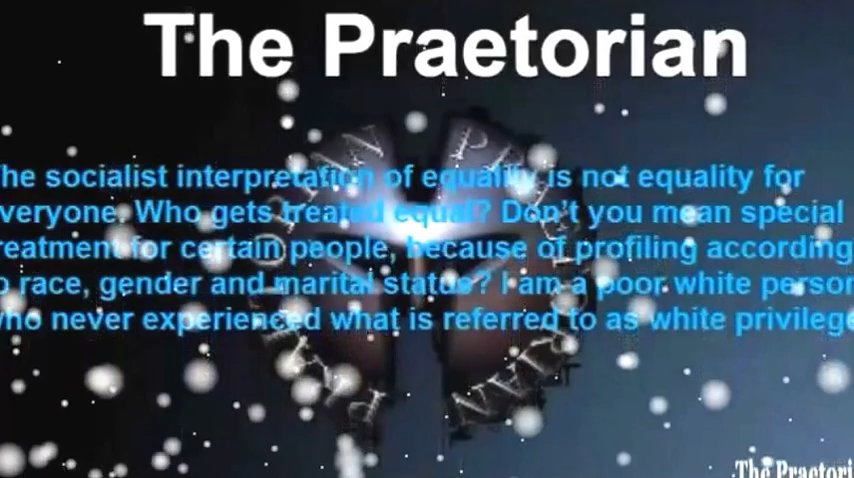 The Praetorian
he socialist interpretation of equality is not equality for
veryone. Who gets treated equal? Don't you mean special
reatment for certain people, because of profiling according
o race, gender and marital status? I am a poor white person
who never experienced what is referred to as white privilege
The Praetoria